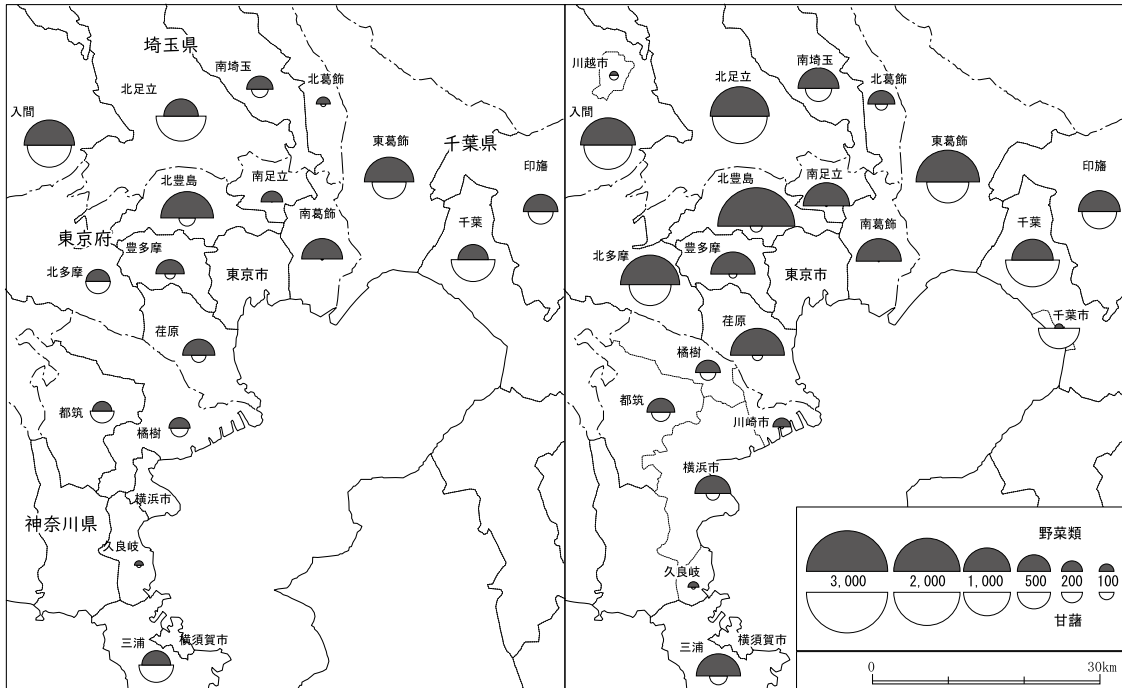 埼玉県
南埼玉
北葛飾
北足立
入間
東葛飾
千葉県
印旛
北豊島
南足立
南葛飾
千葉
東京府
豊多摩
北多摩
東京市
荏原
都筑
橘樹
横浜市
神奈川県
久良岐
三浦
横須賀市
川越市
南埼玉
北足立
北葛飾
入間
東葛飾
印旛
北豊島
南足立
南葛飾
千葉
北多摩
豊多摩
東京市
千葉市
荏原
橘樹
都筑
川崎市
横浜市
久良岐
三浦
横須賀市
野菜類
3,000 2,000 1,000 500 200 100
甘藷
0 30km